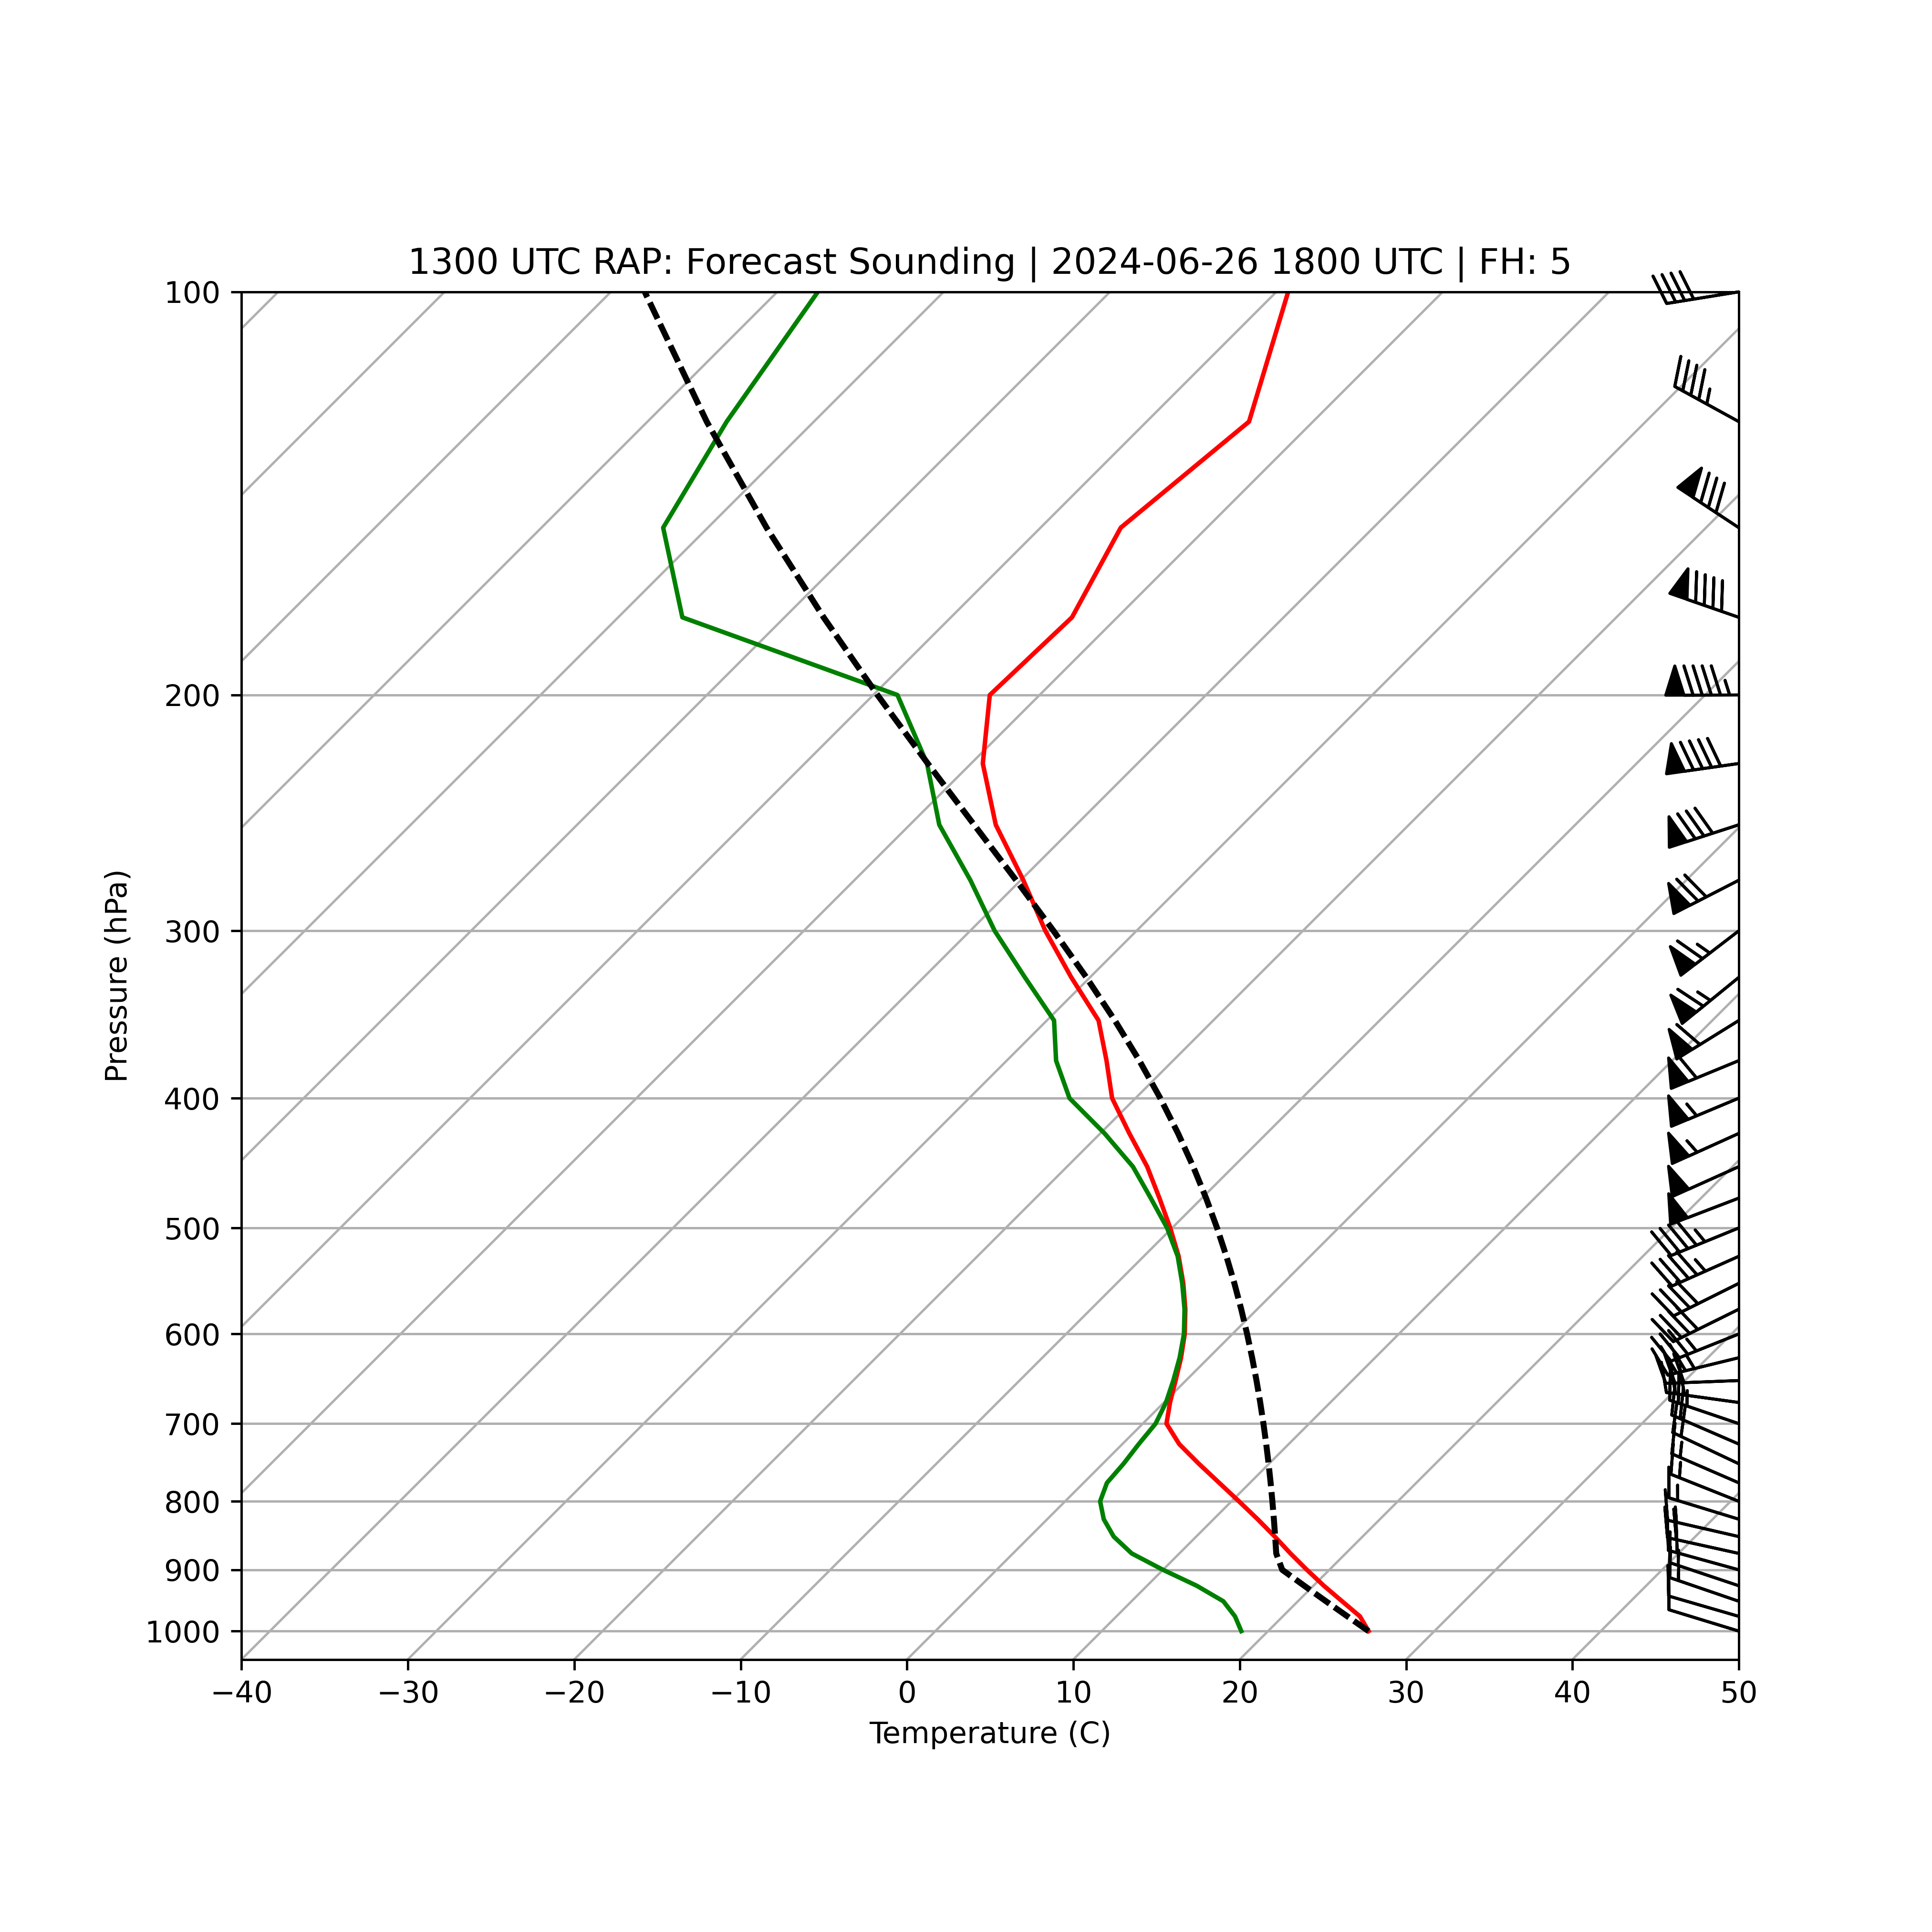 1300 UTC RAP: Forecast Sounding | 2024-06-26 1800 UTC | FH: 5
100
200
300
400
500
600
700
800
900
1000
Pressure (hPa)
−40 −30 −20 −10 0 10 20 30 40 50
Temperature (C)